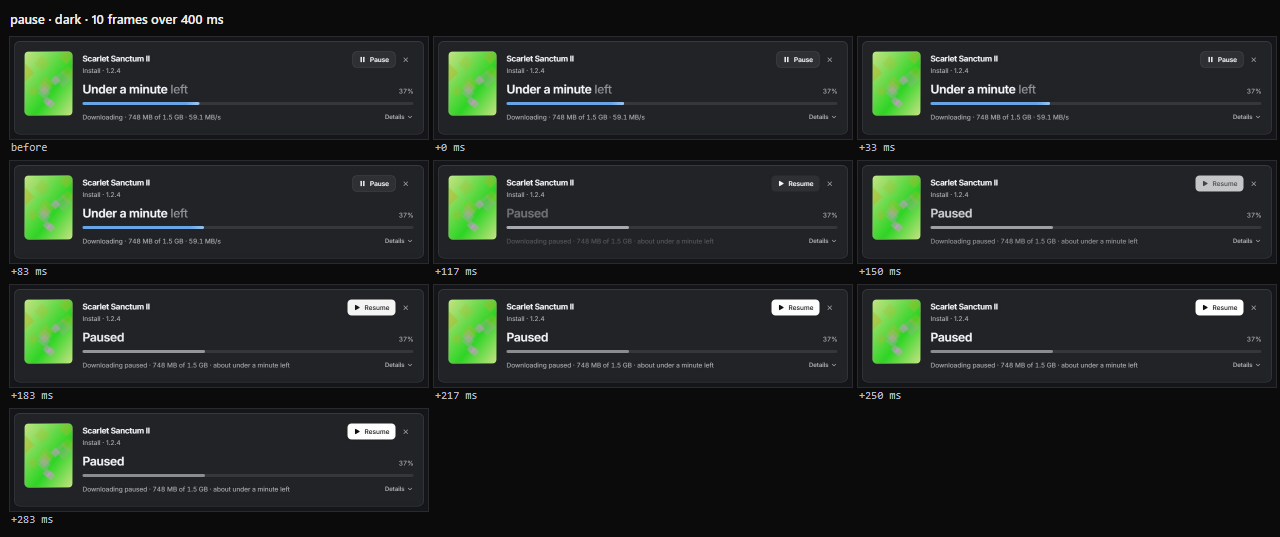 pause · dark · 10 frames over 400 ms
Scarlet Sanctum II
Pause ×
Install · 1.2.4
Under a minute left
37%
Downloading · 748 MB of 1.5 GB · 59.1 MB/s
Details
before
Scarlet Sanctum II
Pause ×
Install · 1.2.4
Under a minute left
37%
Downloading · 748 MB of 1.5 GB · 59.1 MB/s
Details
+0 ms
Scarlet Sanctum II
Pause ×
Install · 1.2.4
Under a minute left
37%
Downloading · 748 MB of 1.5 GB · 59.1 MB/s
Details
+33 ms
Scarlet Sanctum II
Pause ×
Install · 1.2.4
Under a minute left
37%
Downloading · 748 MB of 1.5 GB · 59.1 MB/s
Details
+83 ms
Scarlet Sanctum II
Resume ×
Install · 1.2.4
Paused
37%
Downloading paused · 748 MB of 1.5 GB · about under a minute left
Details
+117 ms
Scarlet Sanctum II
Resume ×
Install · 1.2.4
Paused
37%
Downloading paused · 748 MB of 1.5 GB · about under a minute left
Details
+150 ms
Scarlet Sanctum II
Resume ×
Install · 1.2.4
Paused
37%
Downloading paused · 748 MB of 1.5 GB · about under a minute left
Details
+183 ms
Scarlet Sanctum II
Resume ×
Install · 1.2.4
Paused
37%
Downloading paused · 748 MB of 1.5 GB · about under a minute left
Details
+217 ms
Scarlet Sanctum II
Resume ×
Install · 1.2.4
Paused
37%
Downloading paused · 748 MB of 1.5 GB · about under a minute left
Details
+250 ms
Scarlet Sanctum II
Resume ×
Install · 1.2.4
Paused
37%
Downloading paused · 748 MB of 1.5 GB · about under a minute left
Details
+283 ms